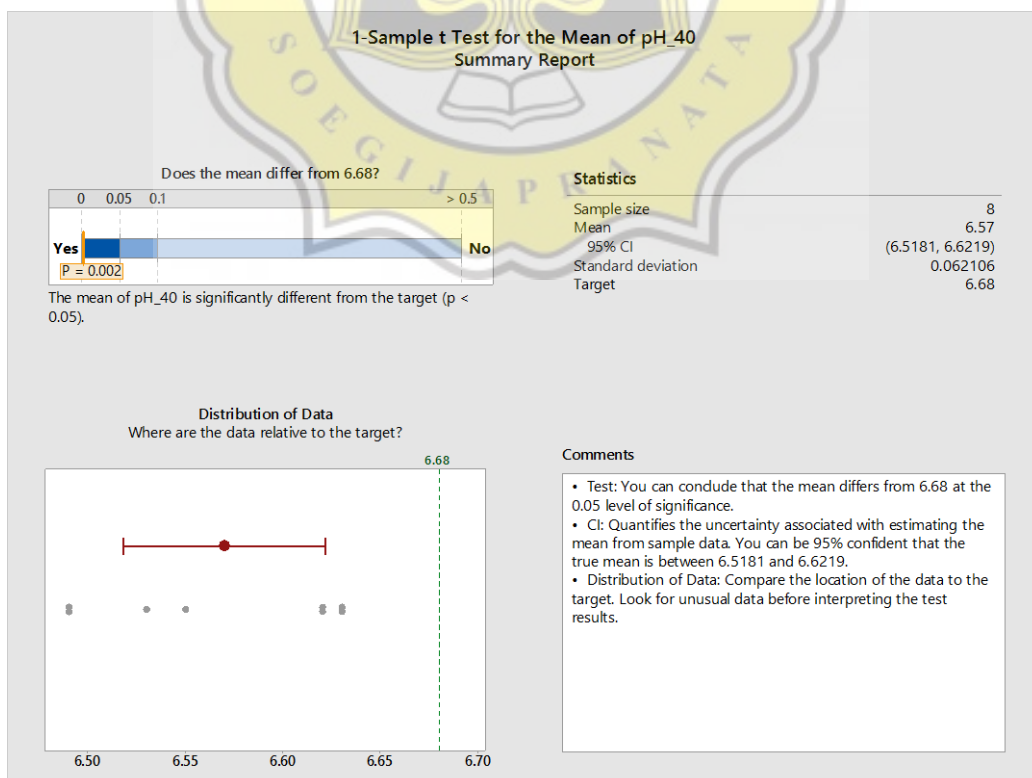 1-Sample t Test for the Mean of pH_40
Summary Report
SOEGIJAPRANATA
Does the mean differ from 6.68?
0 0.05 0.1 > 0.5
Yes No
P = 0.002
The mean of pH_40 is significantly different from the target (p <
0.05).
Statistics
Sample size 8
Mean 6.57
95% CI (6.5181, 6.6219)
Standard deviation 0.062106
Target 6.68
Distribution of Data
Where are the data relative to the target?
6.68
6.50 6.55 6.60 6.65 6.70
Comments
• Test: You can conclude that the mean differs from 6.68 at the
0.05 level of significance.
• CI: Quantifies the uncertainty associated with estimating the
mean from sample data. You can be 95% confident that the
true mean is between 6.5181 and 6.6219.
• Distribution of Data: Compare the location of the data to the
target. Look for unusual data before interpreting the test
results.